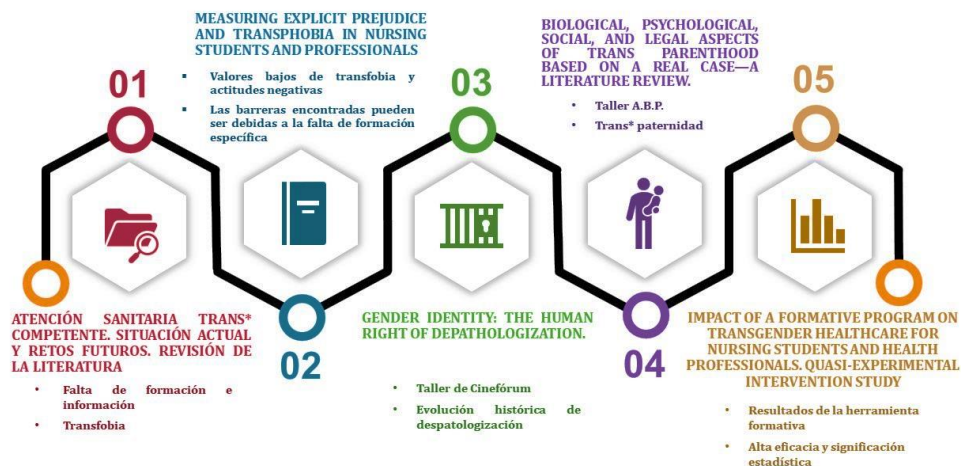 01
ATENCIÓN SANITARIA TRANS*
COMPETENTE. SITUACIÓN ACTUAL
Y RETOS FUTUROS. REVISIÓN DE
LA LITERATURA
• Falta de formación e
información
• Transfobia
MEASURING EXPLICIT PREJUDICE
AND TRANSPHOBIA IN NURSING
STUDENTS AND PROFESSIONALS
▪ Valores bajos de transfobia y
actitudes negativas
▪ Las barreras encontradas pueden
ser debidas a la falta de formación
específica
02
03
GENDER IDENTITY: THE HUMAN
RIGHT OF DEPATHOLOGIZATION.
• Taller de Cinefórum
• Evolución histórica de
despatologización
BIOLOGICAL, PSYCHOLOGICAL,
SOCIAL, AND LEGAL ASPECTS
OF TRANS PARENTHOOD
BASED ON A REAL CASE—A
LITERATURE REVIEW.
• Taller A.B.P.
• Trans* paternidad
04
05
IMPACT OF A FORMATIVE PROGRAM ON
TRANSGENDER HEALTHCARE FOR
NURSING STUDENTS AND HEALTH
PROFESSIONALS. QUASI-EXPERIMENTAL
INTERVENTION STUDY
• Resultados de la herramienta
formativa
• Alta eficacia y significación
estadística